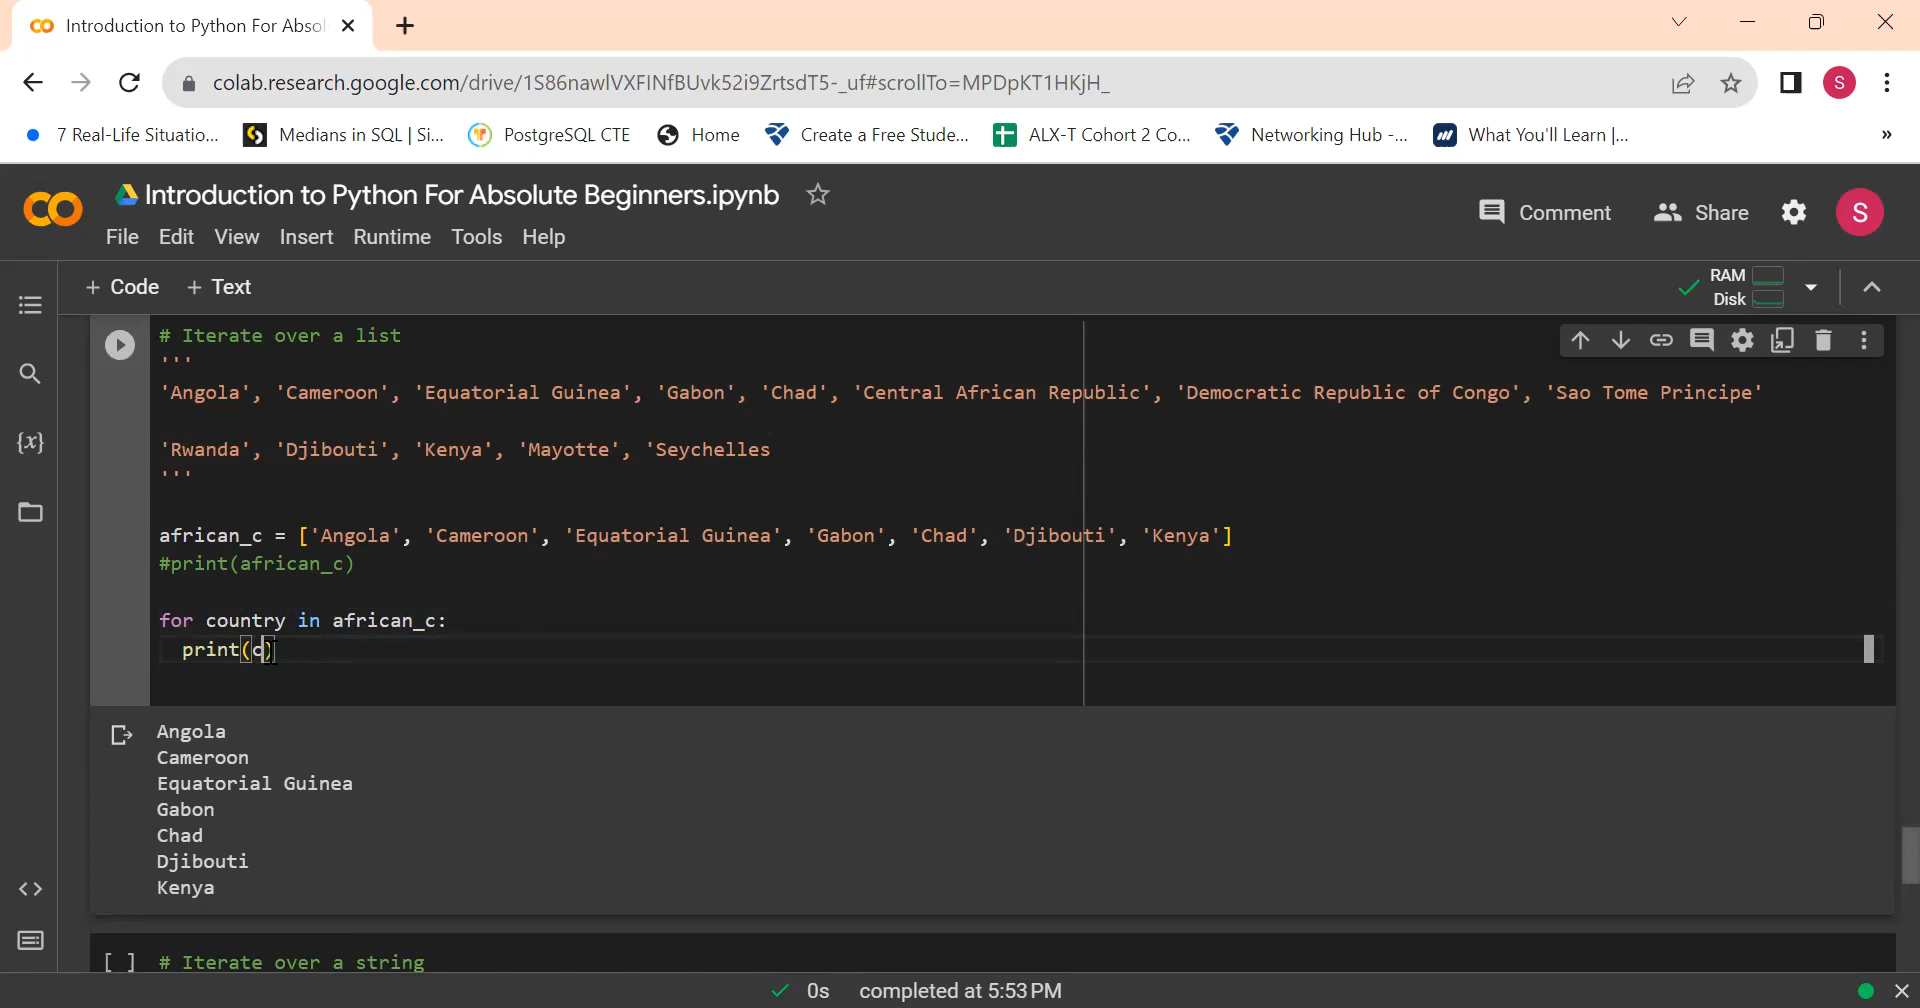 Introduction to Python For Absol
colab.research.google.com/drive/1S86nawlVXFINfBUvk52i9ZrtsdT5-_uf#scrollTo=MPDpKT1HKjH_
S
7 Real-Life Situatio...
Medians in SQL | Si...
PostgreSQL CTE
Home
Create a Free Stude...
ALX-T Cohort 2 Co...
Networking Hub -...
What You'll Learn |...
»
Introduction to Python For Absolute Beginners.ipynb
File Edit View Insert Runtime Tools Help
Comment
Share
S
+ Code + Text
RAM
Disk
# Iterate over a list
'''
'Angola', 'Cameroon', 'Equatorial Guinea', 'Gabon', 'Chad', 'Central African Republic', 'Democratic Republic of Congo', 'Sao Tome Principe'
'Rwanda', 'Djibouti', 'Kenya', 'Mayotte', 'Seychelles
'''
african_c = ['Angola', 'Cameroon', 'Equatorial Guinea', 'Gabon', 'Chad', 'Djibouti', 'Kenya']
#print(african_c)
for country in african_c:
print(c)
Angola
Cameroon
Equatorial Guinea
Gabon
Chad
Djibouti
Kenya
[ ] # Iterate over a string
0s completed at 5:53 PM